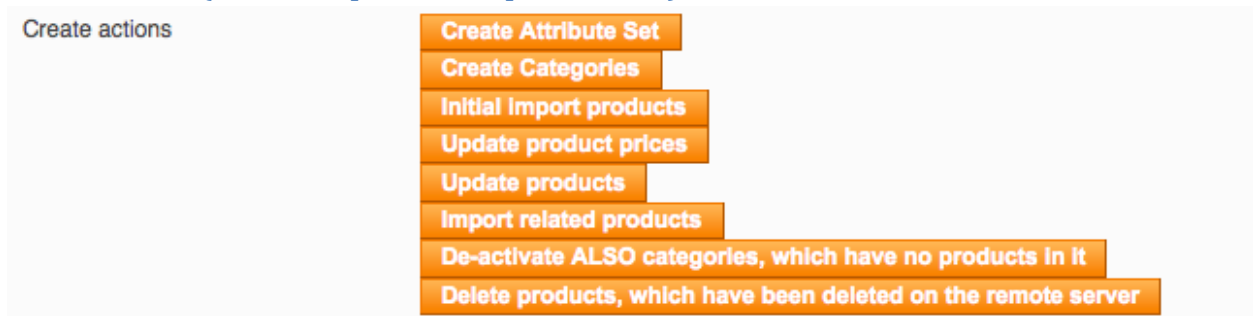 Create actions
Create Attribute Set
Create Categories
Initial import products
Update product prices
Update products
Import related products
De-activate ALSO categories, which have no products in it
Delete products, which have been deleted on the remote server